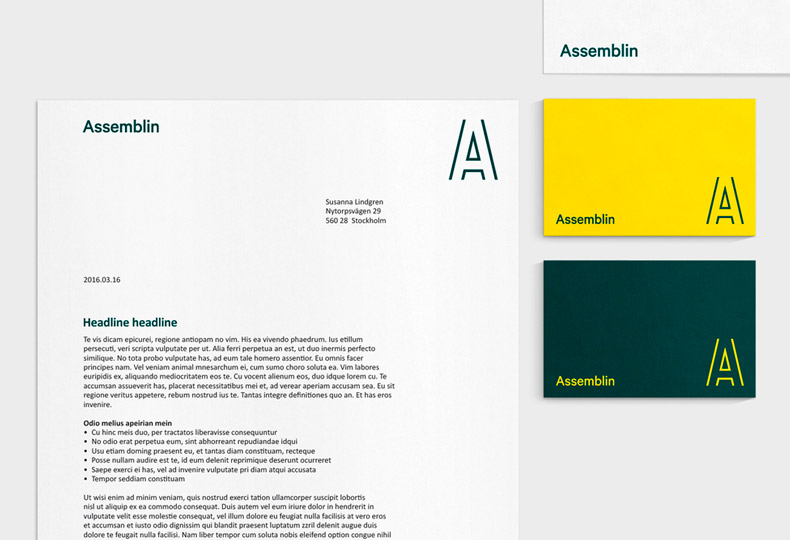 Assemblin
Assemblin
Susanna Lindgren
Nytorpsvägen 29
560 28 Stockholm
2016.03.16
Headline headline
Te vis dicam epicurei, regione antiopam no vim. His ea vivendo phaedrum. Ius etillum
persecuti, veri scripta vulputate per ut. Alia ferri perpetua an est, ut duo inermis perfecto
similique. No tota probo vulputate has, ad eum tale homero assentior. Eu omnis facer
principes nam. Vel veniam animal mnesarchum ei, cum sumo choro soluta ea. Vim labores
euripidis ex, aliquando mediocritatem eos te. Cu vocent alienum eos, duo idque lorem cu. Te
accumsan assueverit has, placerat necessitatibus mei et, ad verear aperiam accusam sea. Eu sit
regione veritus appetere, rebum nostrud ius te. Tantas integre definitiones quo an. Et has eros
invenire.
Odio melius apeirian mein
• Cu hinc meis duo, per tractatos liberavisse consequuntur
• No odio erat perpetua eum, sint abhorreant repudiandae idqui
• Usu etiam doming praesent eu, et tantas diam constituam, recteque
• Posse nullam audire est te, id eum delenit reprimique deserunt ocurreret
• Saepe exerci ei has, vel ad invenire vulputate pri diam atqui accusata
• Tempor seddiam constituam
Ut wisi enim ad minim veniam, quis nostrud exerci tation ullamcorper suscipit lobortis
nisl ut aliquip ex ea commodo consequat. Duis autem vel eum iriure dolor in hendrerit in
vulputate velit esse molestie consequat, vel illum dolore eu feugiat nulla facilisis at vero eros
et accumsan et iusto odio dignissim qui blandit praesent luptatum zzril delenit augue duis
dolore te feugait nulla facilisi. Nam liber tempor cum soluta nobis eleifend option congue nihil
A
Assemblin
A
Assemblin
A